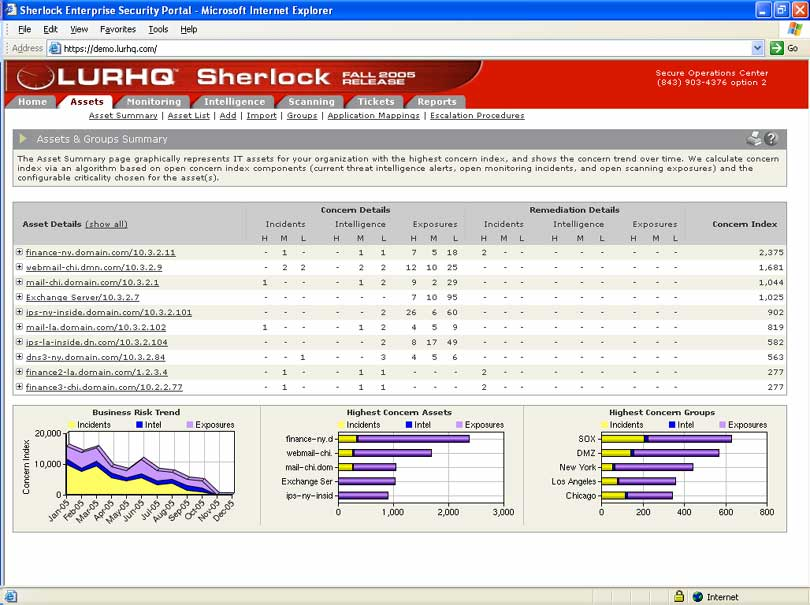 Sherlock Enterprise Security Portal - Microsoft Internet Explorer
File Edit View Favorites Tools Help
Address https://demo.lurhq.com/ Go
LURHQ™ Sherlock FALL 2005 RELEASE
Secure Operations Center
(843) 903-4376 option 2
Home Assets Monitoring Intelligence Scanning Tickets Reports
Asset Summary | Asset List | Add | Import | Groups | Application Mappings | Escalation Procedures
Assets & Groups Summary
The Asset Summary page graphically represents IT assets for your organization with the highest concern index, and shows the concern trend over time. We calculate concern
index via an algorithm based on open concern index components (current threat intelligence alerts, open monitoring incidents, and open scanning exposures) and the
configurable criticality chosen for the asset(s).
Concern Details Remediation Details
Asset Details (show all) Incidents Intelligence Exposures Incidents Intelligence Exposures Concern Index
H M L H M L H M L H M L H M L H M L
finance-ny.domain.com/10.3.2.11 - 1 - - 1 1 7 5 18 2 - - - - - - - - 2,375
webmail-chi.dmn.com/10.3.2.9 - 2 2 - 2 2 12 10 25 - - - - - - - - - 1,681
mail-chi.domain.com/10.3.2.1 1 - - - 1 2 9 2 29 - - - - - - - - - 1,044
Exchange Server/10.3.2.7 - - - - - - 7 10 95 - - - - - - - - - 1,025
ips-ny-inside.domain.com/10.3.2.101 - - - - - 2 26 6 60 - - - - - - - - - 902
mail-la.domain.com/10.3.2.102 1 - - - 1 2 4 5 9 - - - - - - - - - 819
ips-la-inside.dn.com/10.3.2.104 - - - - - 2 8 17 49 - - - - - - - - - 582
dns3-ny.domain.com/10.3.2.84 - - 1 - - 3 4 5 6 - - - - - - - - - 563
finance2-la.domain.com/1.2.3.4 - 1 - - 1 1 - - - 2 - - - - - - - - 277
finance3-chi.domain.com/10.2.2.77 - 1 - - 1 1 - - - 2 - - - - - - - - 277
Business Risk Trend
Incidents Intel Exposures
Concern Index
20,000
10,000
0
Jan-05 Feb-05 Mar-05 Apr-05 May-05 Jun-05 Jul-05 Aug-05 Sep-05 Oct-05 Nov-05 Dec-05
Highest Concern Assets
Incidents Intel Exposures
finance-ny.d
webmail-chi.
mail-chi.dom
Exchange Ser
ips-ny-insid
0 1,000 2,000 3,000
Highest Concern Groups
Incidents Intel Exposures
SOX
DMZ
New York
Los Angeles
Chicago
0 200 400 600 800
Internet